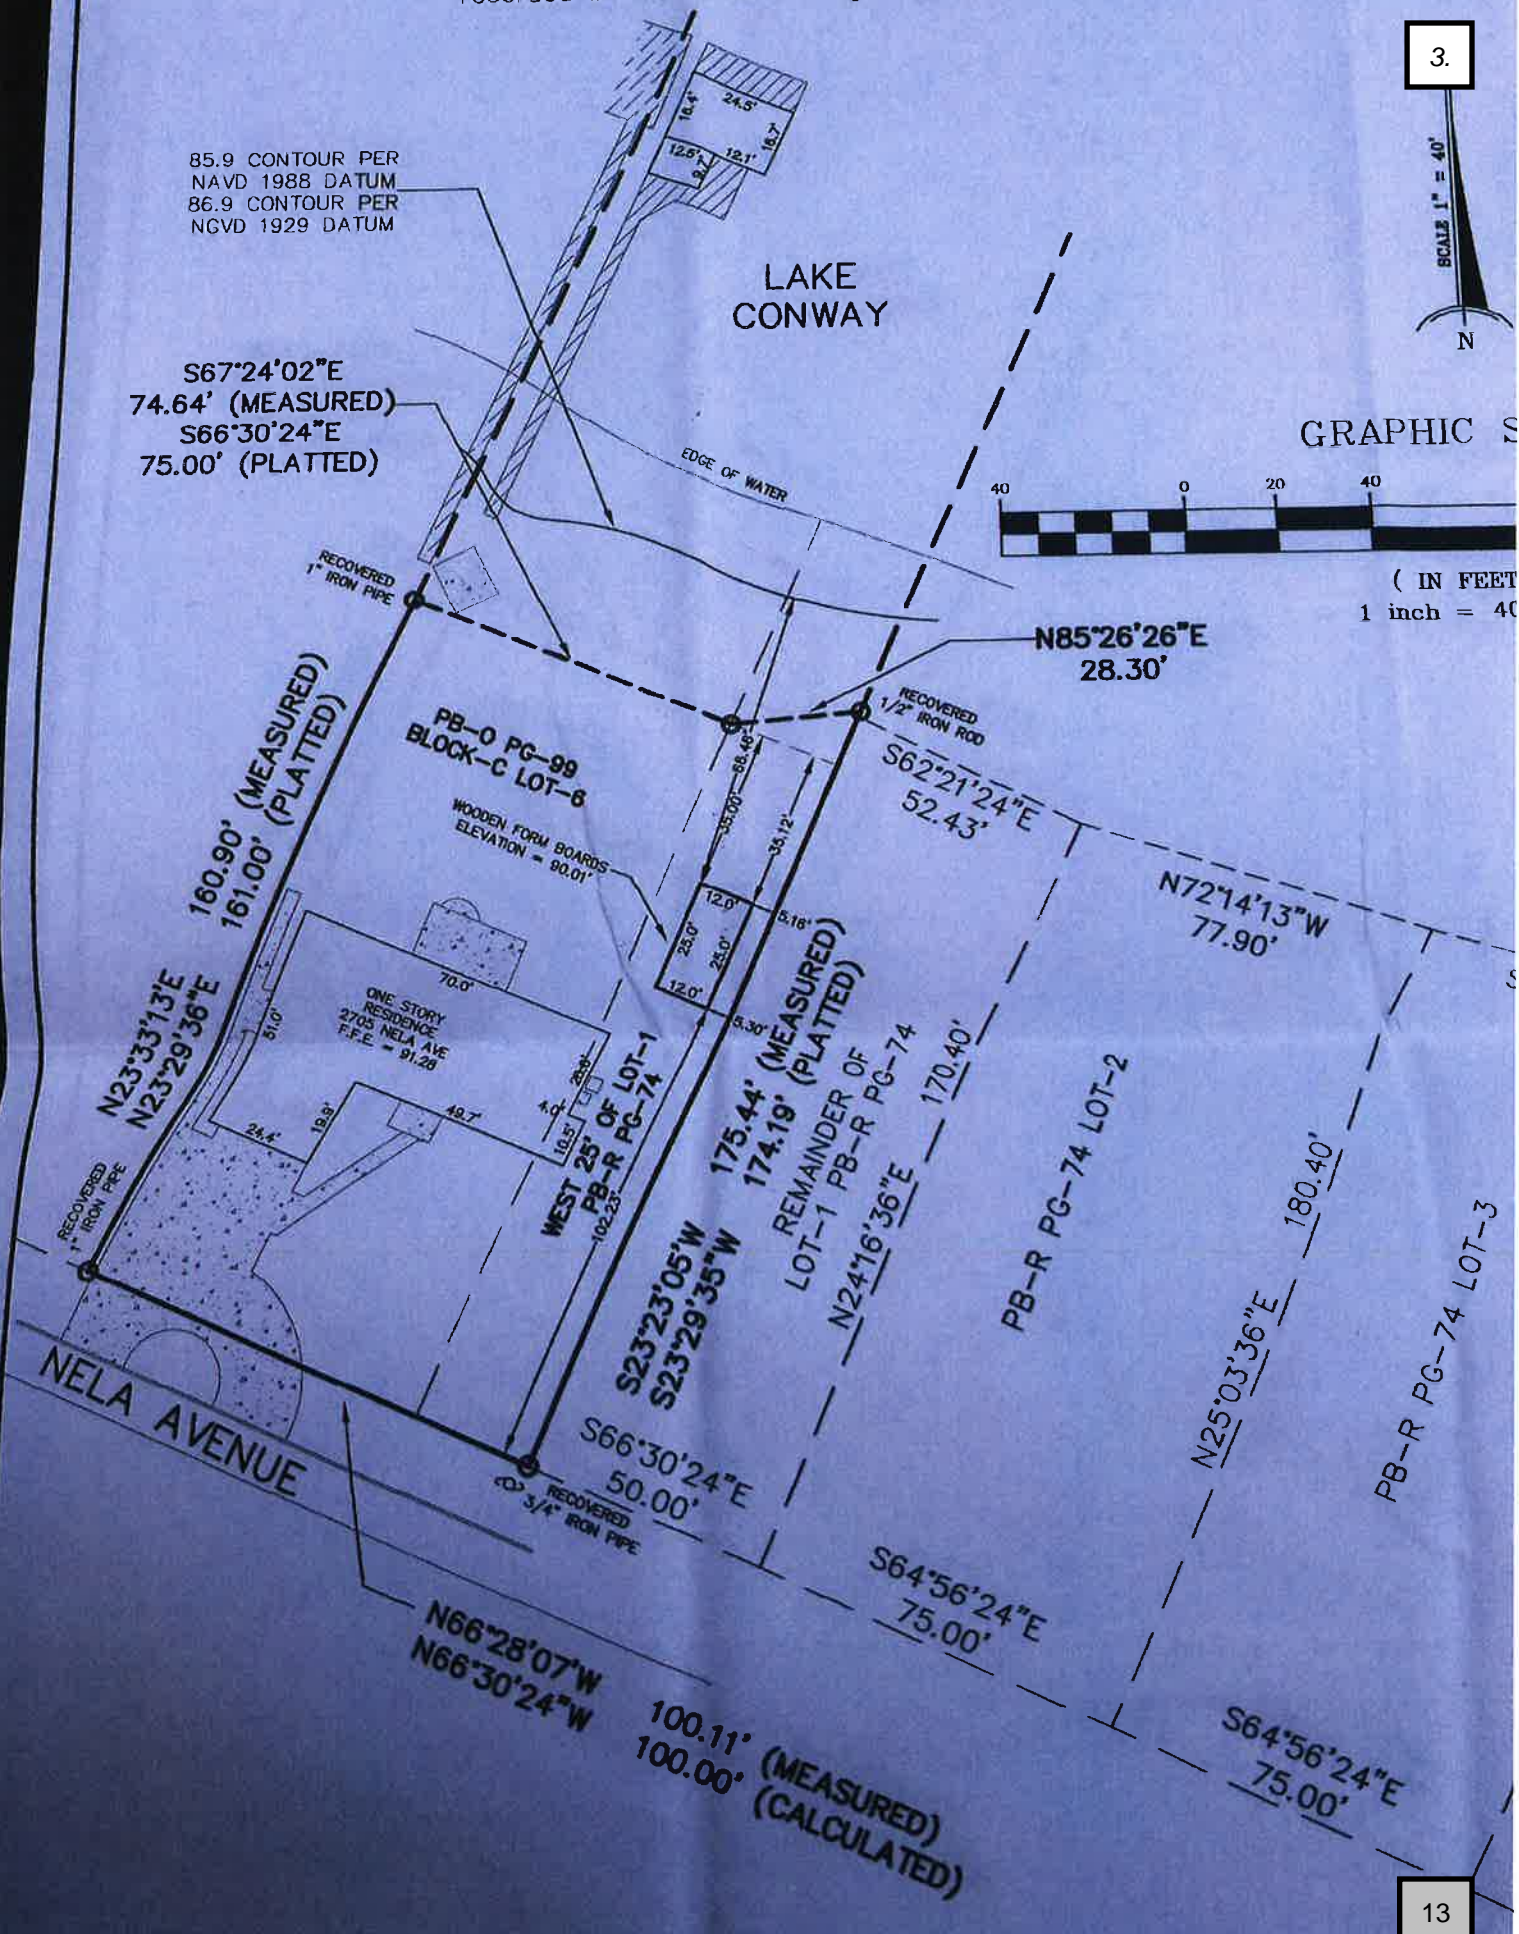 3.
16.4'
24.5'
16.7'
12.5'
12.1'
9.7'
85.9 CONTOUR PER
NAVD 1988 DATUM
86.9 CONTOUR PER
NGVD 1929 DATUM
SCALE 1" = 40'
N
LAKE
CONWAY
S67°24'02"E
74.64' (MEASURED)
S66°30'24"E
75.00' (PLATTED)
GRAPHIC S
40
0
20
40
( IN FEET
1 inch = 40
EDGE OF WATER
RECOVERED
1" IRON PIPE
N85°26'26"E
28.30'
RECOVERED
1/2" IRON ROD
S62°21'24"E
52.43'
N72°14'13"W
77.90'
PB-O PG-99
BLOCK-C LOT-6
WOODEN FORM BOARDS
ELEVATION = 90.01'
68.48'
35.00'
35.12'
12.0'
5.16'
25.0'
25.0'
12.0'
5.30'
160.90' (MEASURED)
161.00' (PLATTED)
N23°33'13"E
N23°29'36"E
70.0'
51.0'
ONE STORY
RESIDENCE
2705 NELA AVE
F.F.E. = 91.28
4.0'
49.7'
19.9'
24.4'
16.5'
WEST 25' OF LOT-1
PB-R PG-74
102.23'
175.44' (MEASURED)
174.19' (PLATTED)
S23°23'05"W
S23°29'35"W
REMAINDER OF
LOT-1 PB-R PG-74
N24°16'36"E 170.40'
PB-R PG-74 LOT-2
N25°03'36"E 180.40'
PB-R PG-74 LOT-3
RECOVERED
1" IRON PIPE
NELA AVENUE
S66°30'24"E
50.00'
RECOVERED
3/4" IRON PIPE
S64°56'24"E
75.00'
S64°56'24"E
75.00'
N66°28'07"W 100.11' (MEASURED)
N66°30'24"W 100.00' (CALCULATED)
13